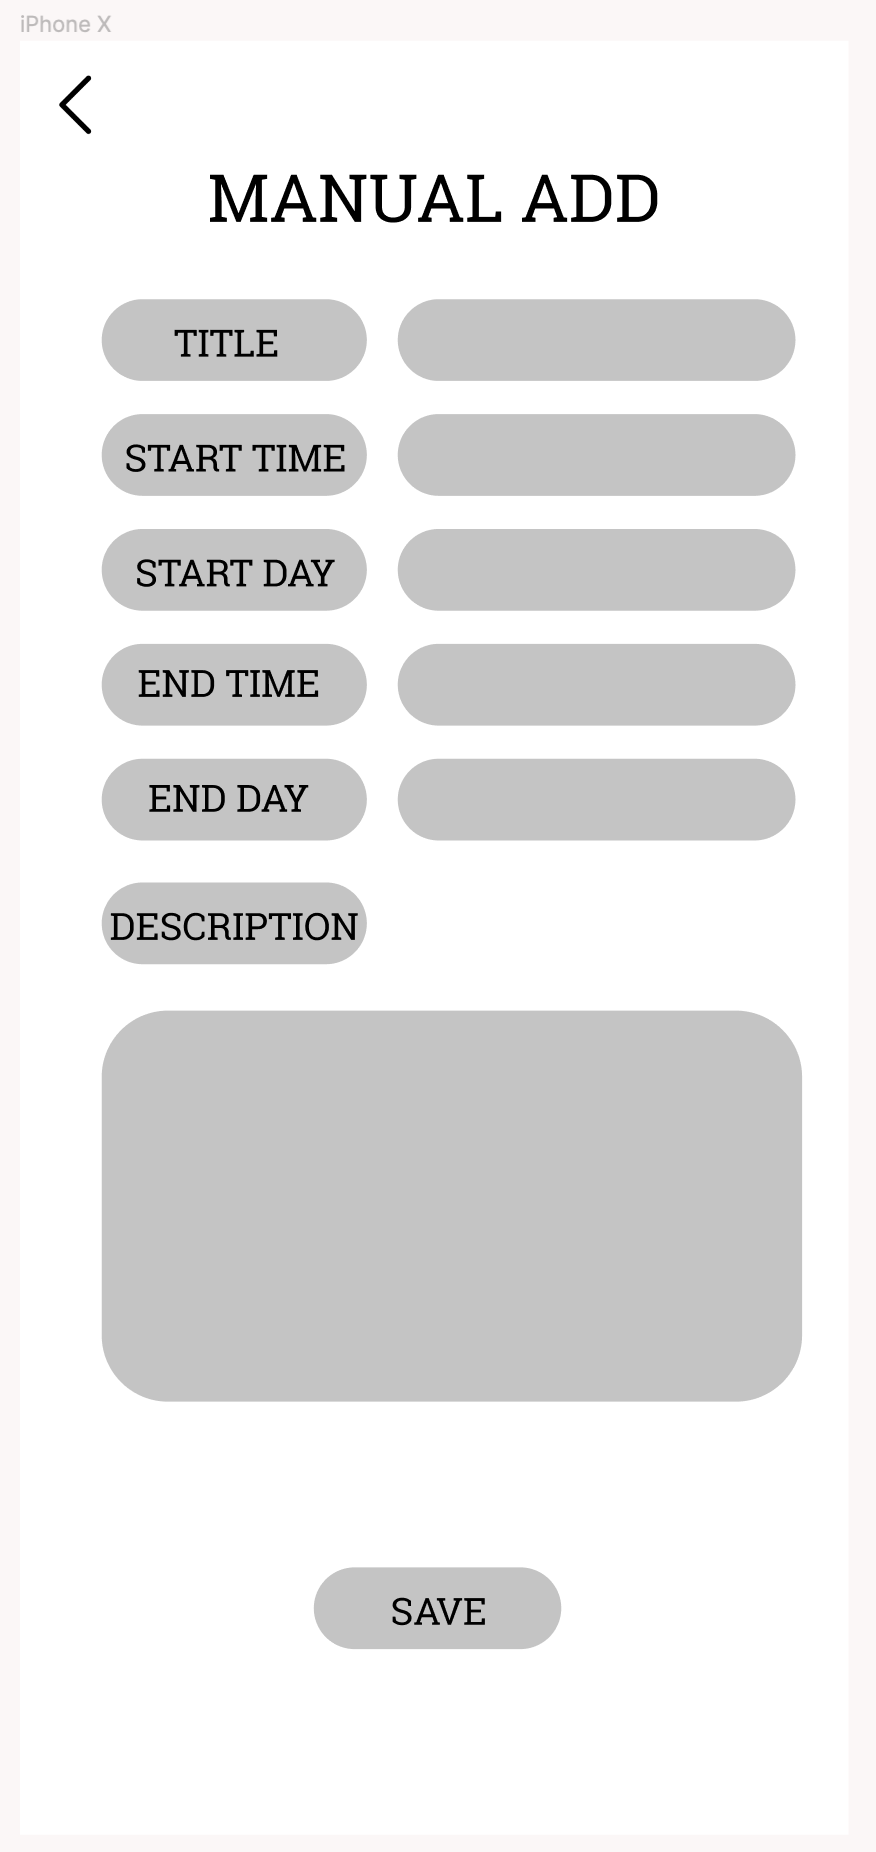 iPhone X
MANUAL ADD
TITLE
START TIME
START DAY
END TIME
END DAY
DESCRIPTION
SAVE